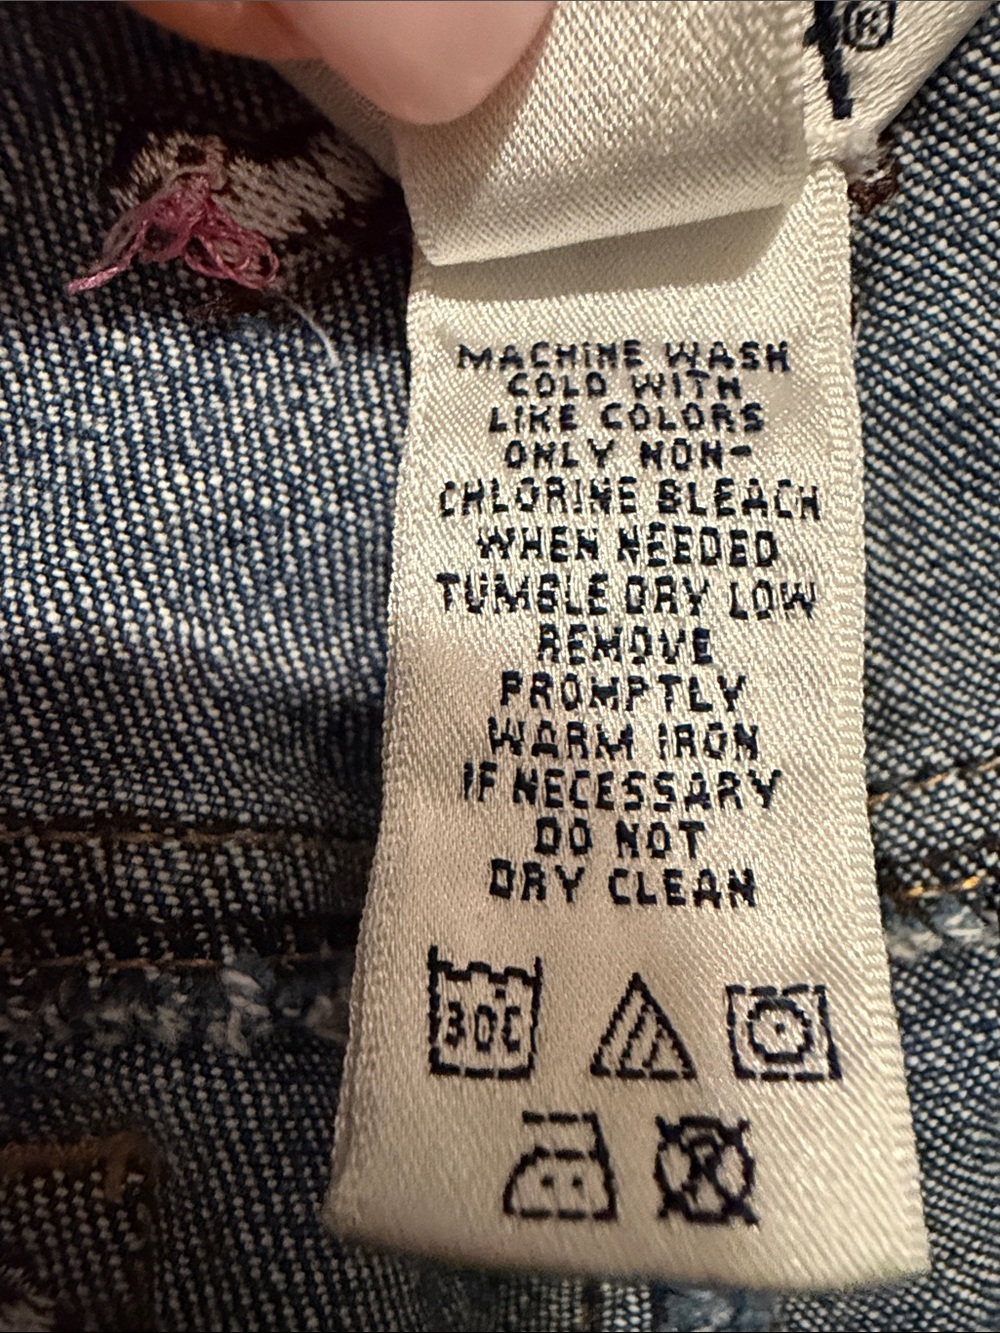 ®
MACHINE WASH
COLD WITH
LIKE COLORS
ONLY NON-
CHLORINE BLEACH
WHEN NEEDED
TUMBLE DRY LOW
REMOVE
PROMPTLY
WARM IRON
IF NECESSARY
DO NOT
DRY CLEAN
30C